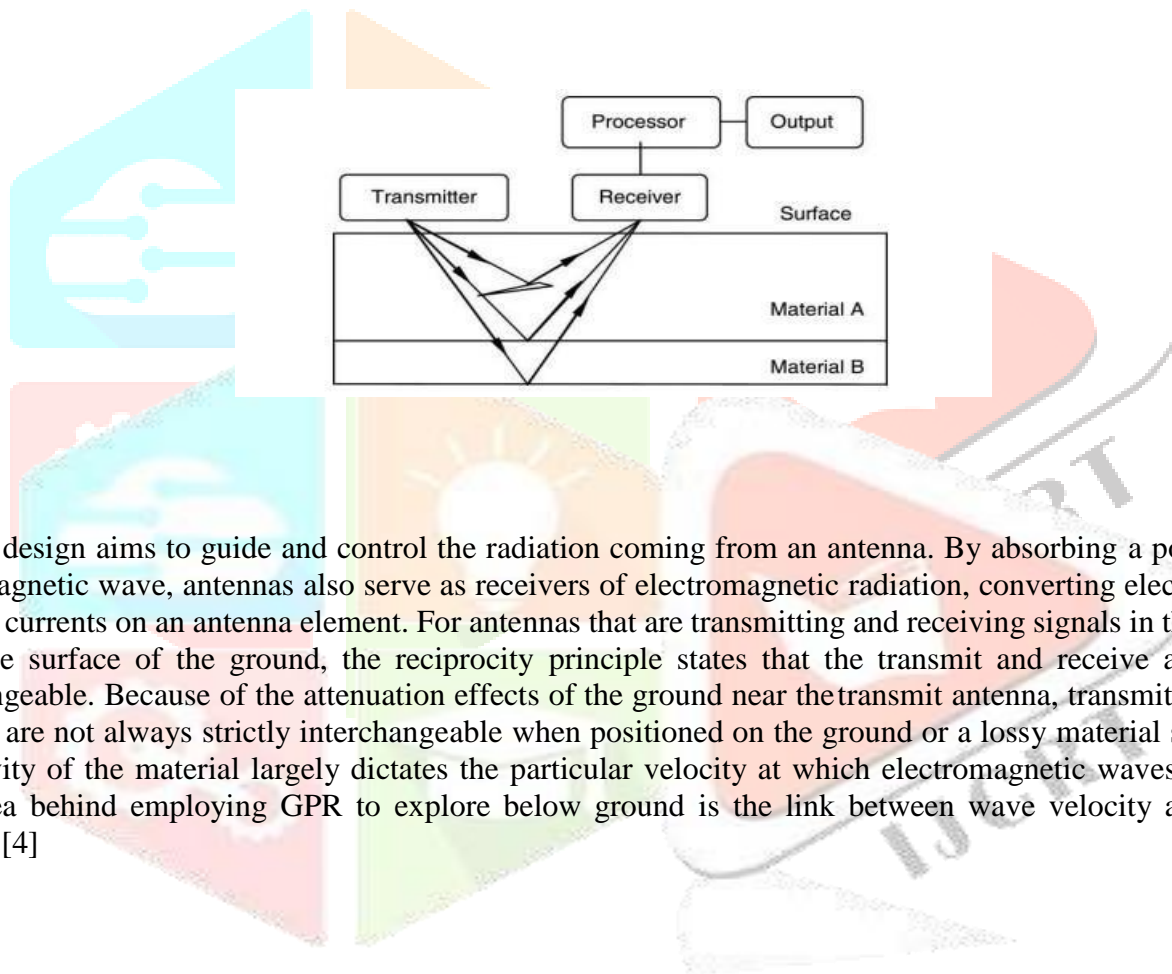 Processor Output
Transmitter Receiver
Surface
Material A
Material B
design aims to guide and control the radiation coming from an antenna. By absorbing a
agnetic wave, antennas also serve as receivers of electromagnetic radiation, converting
currents on an antenna element. For antennas that are transmitting and receiving signals in
surface of the ground, the reciprocity principle states that the transmit and receive
ngeable. Because of the attenuation effects of the ground near thetransmit antenna, transmit
are not always strictly interchangeable when positioned on the ground or a lossy material
vity of the material largely dictates the particular velocity at which electromagnetic waves
ea behind employing GPR to explore below ground is the link between wave velocity
[4]
IJCRT